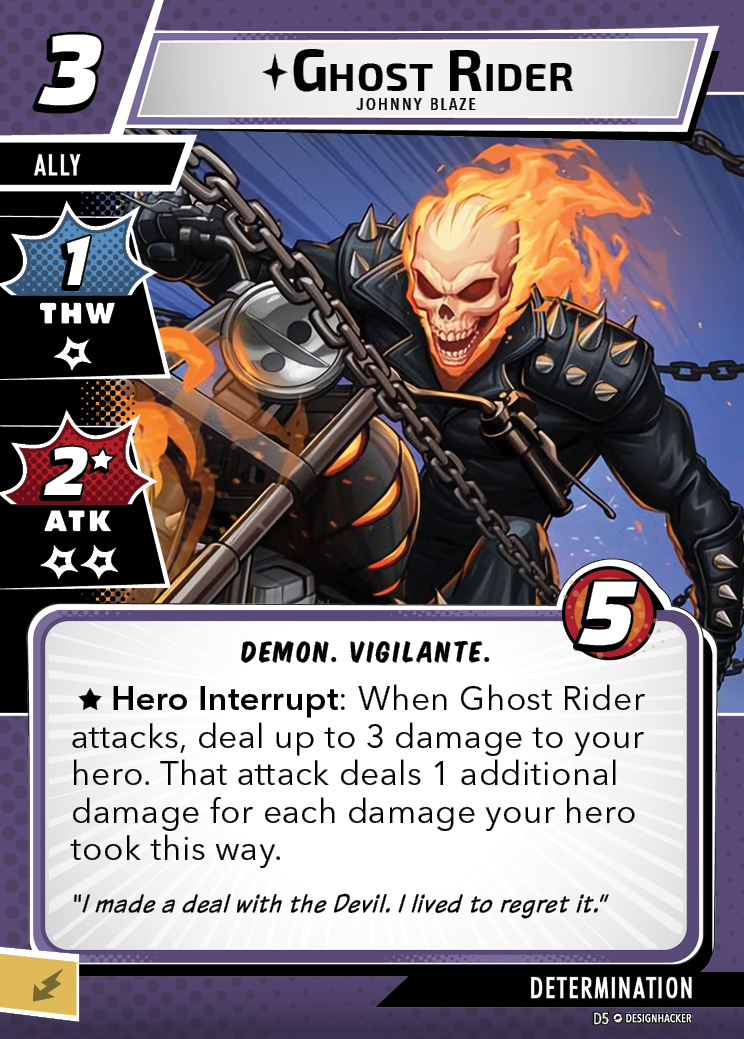 3
GHOST RIDER
JOHNNY BLAZE
ALLY
1
THW
2
ATK
5
DEMON. VIGILANTE.
★ Hero Interrupt: When Ghost Rider
attacks, deal up to 3 damage to your
hero. That attack deals 1 additional
damage for each damage your hero
took this way.
"I made a deal with the Devil. I lived to regret it."
DETERMINATION
D5 DESIGNHACKER